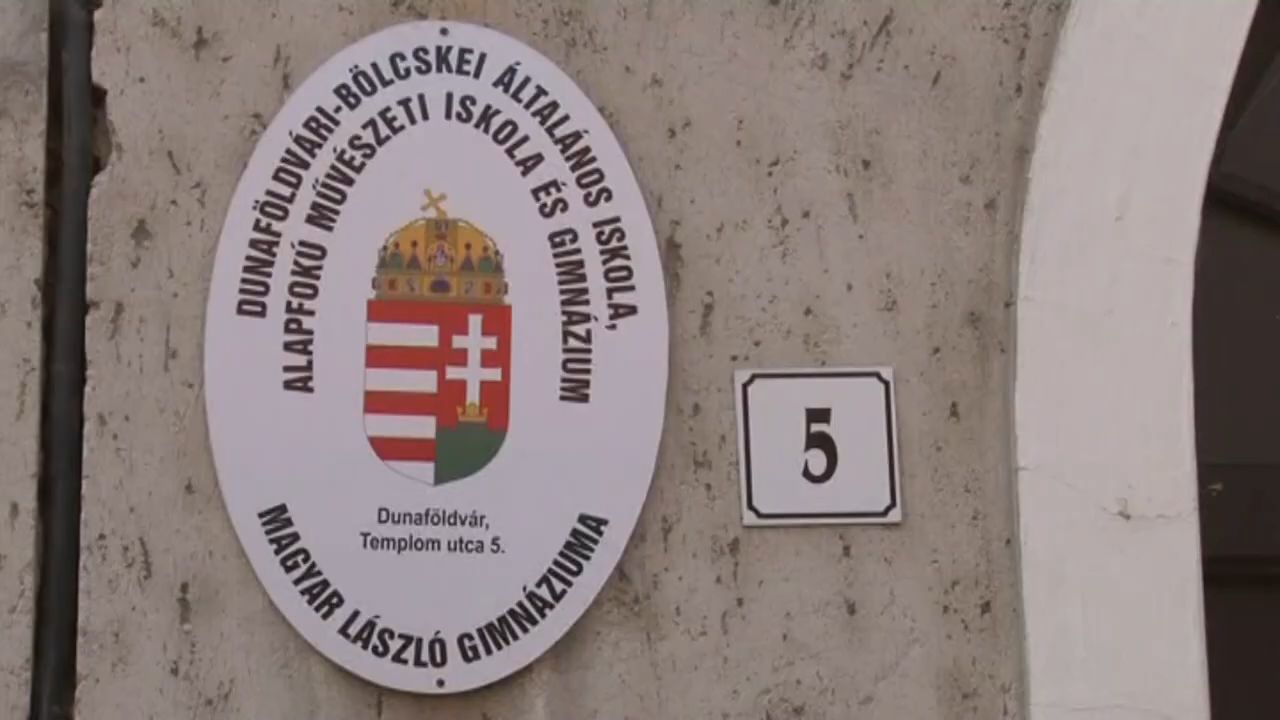 DUNAFÖLDVÁRI-BÖLCSKEI ÁLTALÁNOS ISKOLA,
ALAPFOKÚ MŰVÉSZETI ISKOLA ÉS GIMNÁZIUM
Dunaföldvár,
Templom utca 5.
MAGYAR LÁSZLÓ GIMNÁZIUMA
5